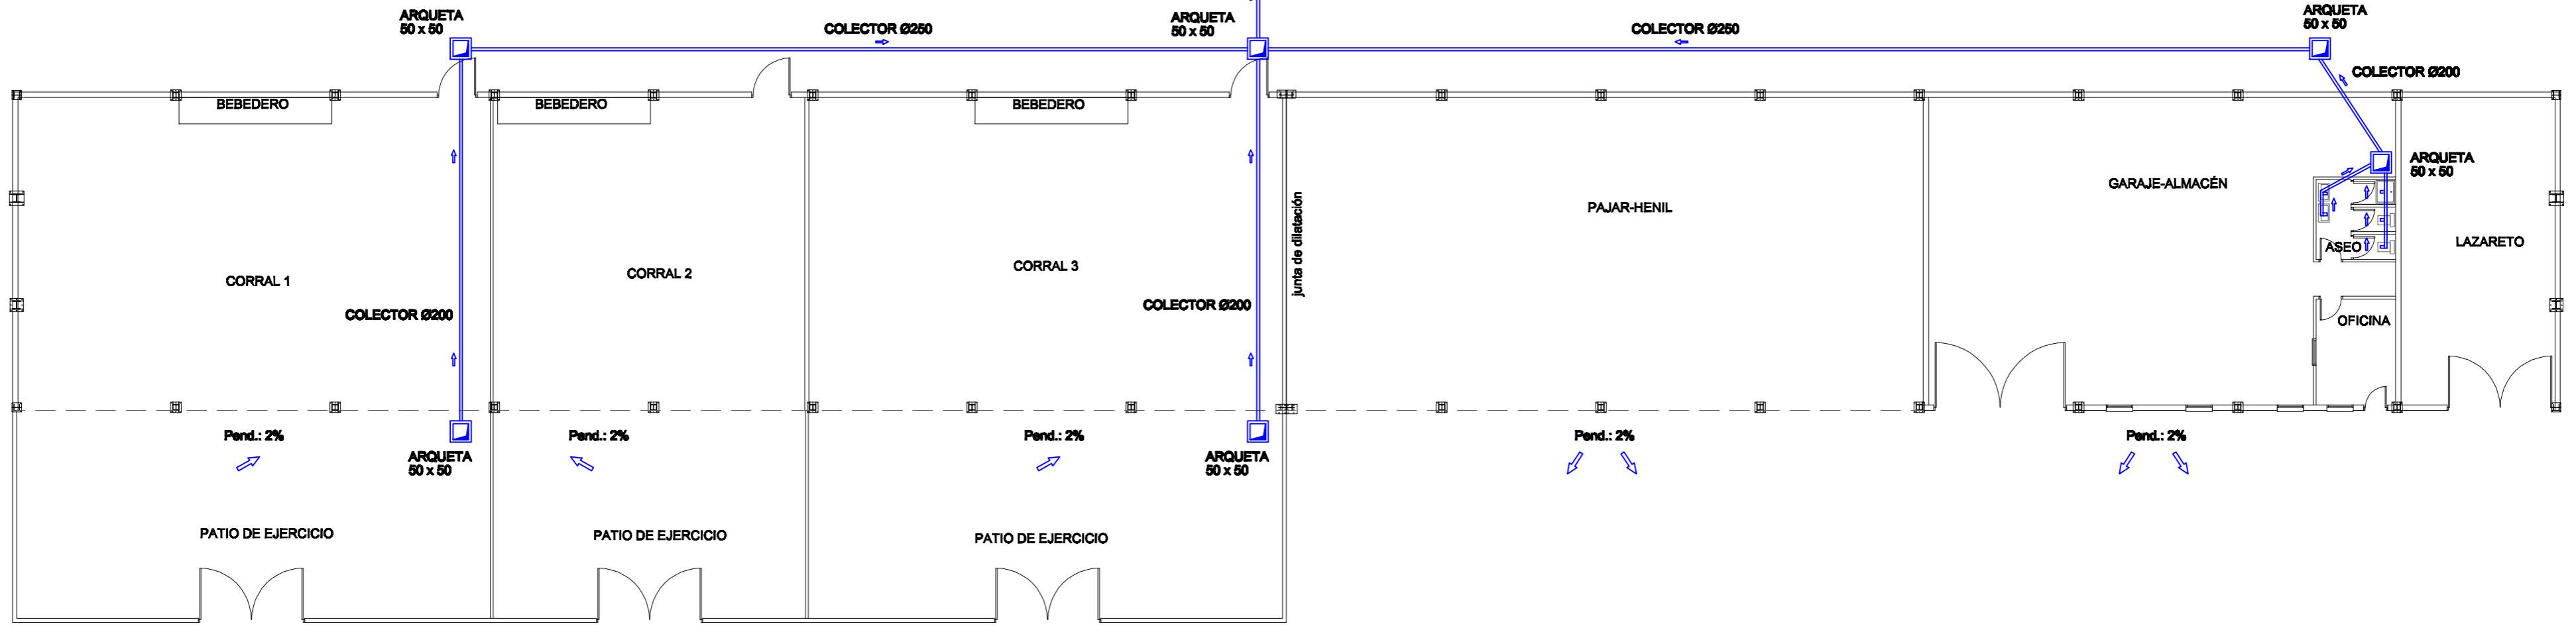 ARQUETA
50 x 50
COLECTOR Ø250
ARQUETA
50 x 50
COLECTOR Ø250
ARQUETA
50 x 50
COLECTOR Ø200
BEBEDERO
BEBEDERO
BEBEDERO
ARQUETA
50 x 50
GARAJE-ALMACÉN
PAJAR-HENIL
junta de dilatación
ASEO
LAZARETO
CORRAL 1
CORRAL 2
CORRAL 3
COLECTOR Ø200
COLECTOR Ø200
OFICINA
Pend.: 2%
Pend.: 2%
Pend.: 2%
Pend.: 2%
Pend.: 2%
ARQUETA
50 x 50
ARQUETA
50 x 50
PATIO DE EJERCICIO
PATIO DE EJERCICIO
PATIO DE EJERCICIO